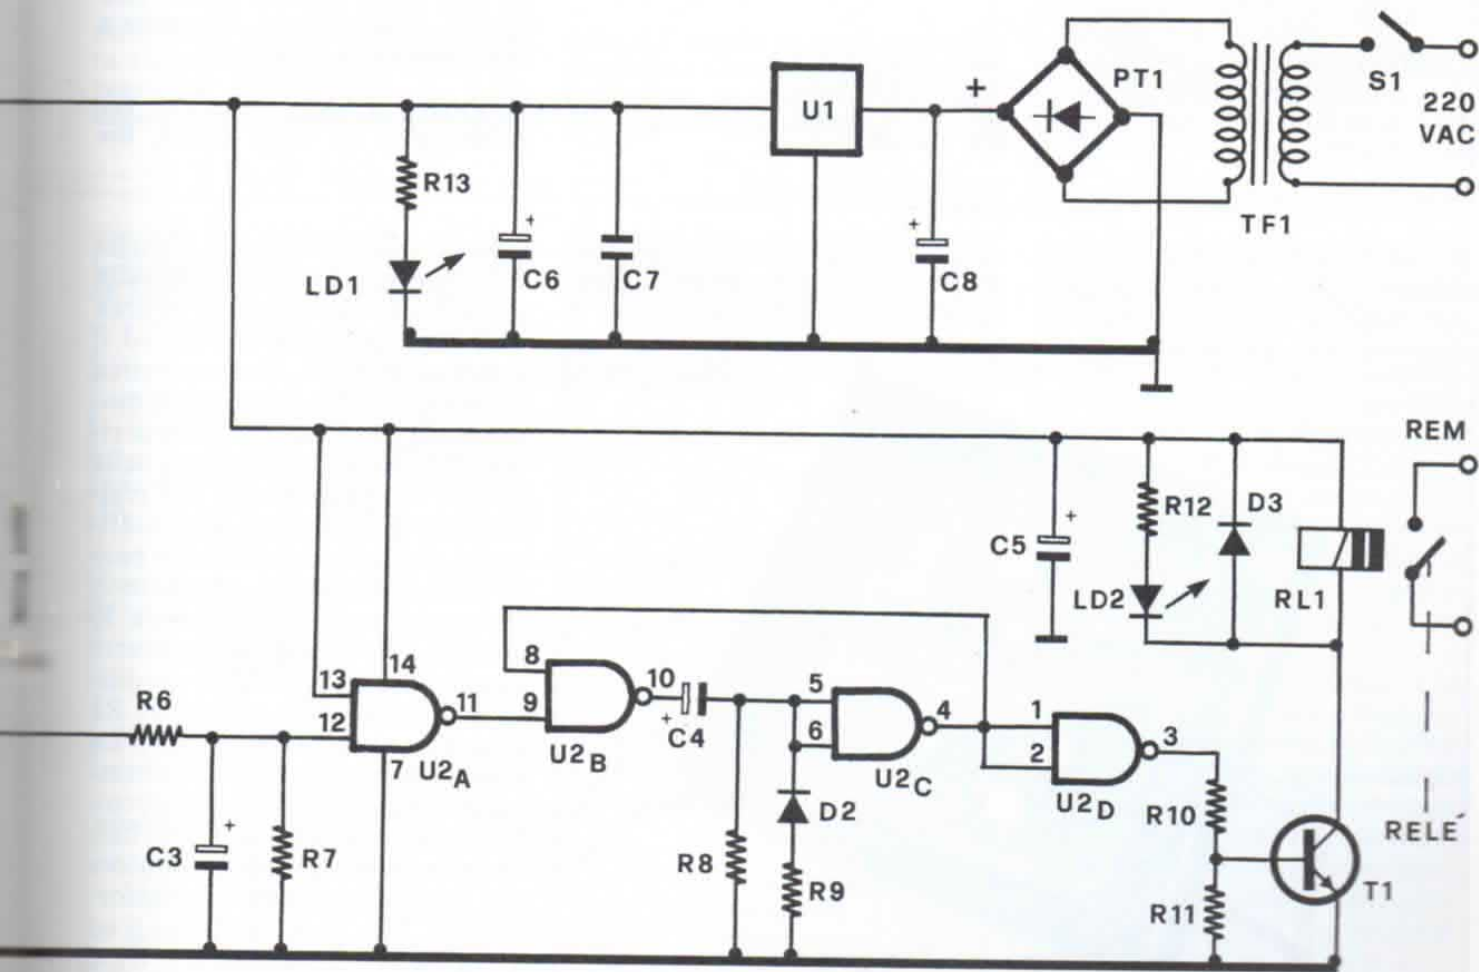 S1
PT1
+
U1
220
VAC
R13
TF1
+
+
LD1
C6
C7
C8
REM
+
R12
D3
C5
LD2
RL1
8
14
13
10
5
R6
9
11
1
4
12
+
C4
6
3
2
7
U2A
U2B
U2C
U2D
+
D2
R10
RELÉ
C3
R7
R8
R9
T1
R11